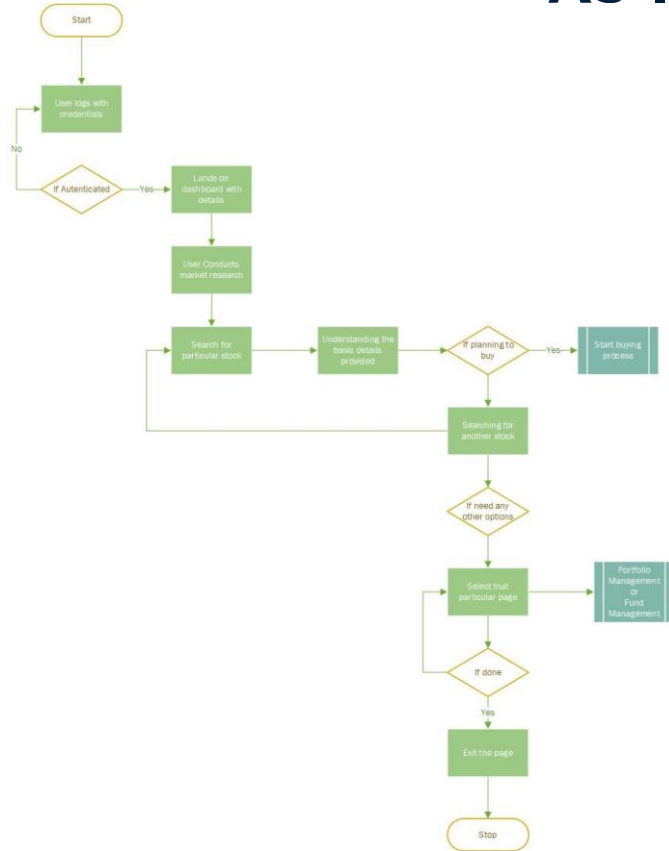 Start
User logs with
credentials
No
If Autenticated
Yes
Lands on
dashboard with
details
User Conducts
market research
Search for
particular stock
Understanding the
basic details
provided
If planning to
buy
Yes
Start buying
process
Searching for
another stock
If need any
other options
Select that
particular page
Portfolio
Management
or
Fund
Management
If done
Yes
Exit the page
Stop